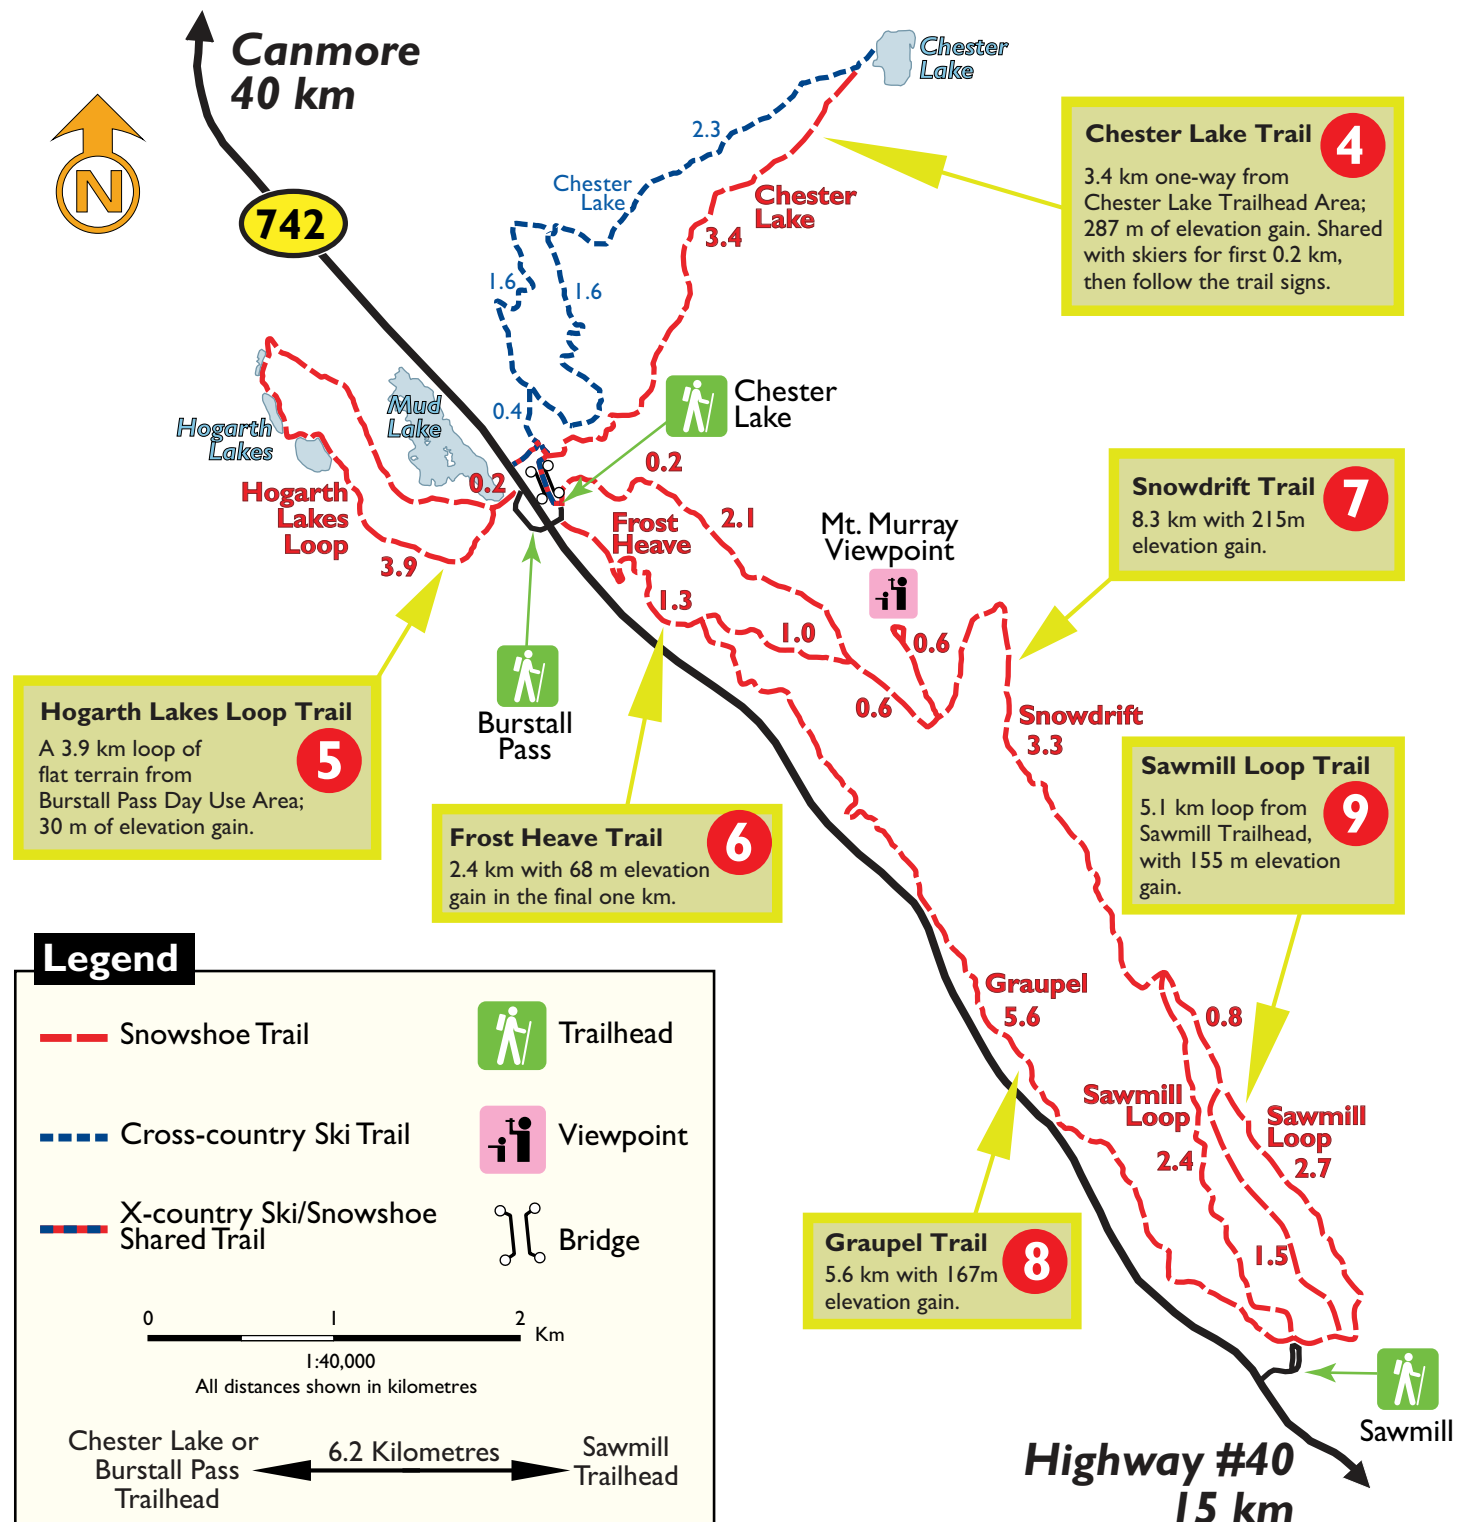 Canmore
40 km
N
742
Chester
Lake
2.3
Chester
Lake
Chester
Lake
3.4
1.6
1.6
0.4
Chester Lake Trail
4
3.4 km one-way from
Chester Lake Trailhead Area;
287 m of elevation gain. Shared
with skiers for first 0.2 km,
then follow the trail signs.
Mud
Lake
Hogarth
Lakes
Hogarth
Lakes
Loop
3.9
0.2
Chester
Lake
0.2
2.1
Frost
Heave
1.3
1.0
Mt. Murray
Viewpoint
0.6
0.6
Snowdrift Trail
7
8.3 km with 215m
elevation gain.
Burstall
Pass
Hogarth Lakes Loop Trail
5
A 3.9 km loop of
flat terrain from
Burstall Pass Day Use Area;
30 m of elevation gain.
Frost Heave Trail
6
2.4 km with 68 m elevation
gain in the final one km.
Snowdrift
3.3
Sawmill Loop Trail
9
5.1 km loop from
Sawmill Trailhead,
with 155 m elevation
gain.
Graupel
5.6
0.8
Sawmill
Loop
2.4
Sawmill
Loop
2.7
1.5
Graupel Trail
8
5.6 km with 167m
elevation gain.
Sawmill
Highway #40
15 km
Legend
Snowshoe Trail
Trailhead
Cross-country Ski Trail
Viewpoint
X-country Ski/Snowshoe
Shared Trail
Bridge
0 1 2
Km
1:40,000
All distances shown in kilometres
Chester Lake or
Burstall Pass
Trailhead
6.2 Kilometres
Sawmill
Trailhead